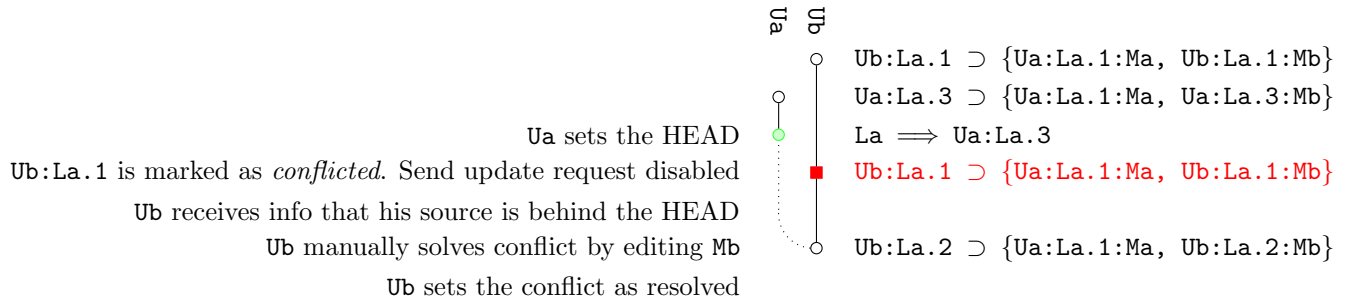 Ua Ub
Ub:La.1 ⊃ {Ua:La.1:Ma, Ub:La.1:Mb}
Ua:La.3 ⊃ {Ua:La.1:Ma, Ua:La.3:Mb}
Ua sets the HEAD La ⟹ Ua:La.3
Ub:La.1 is marked as conflicted. Send update request disabled Ub:La.1 ⊃ {Ua:La.1:Ma, Ub:La.1:Mb}
Ub receives info that his source is behind the HEAD
Ub manually solves conflict by editing Mb Ub:La.2 ⊃ {Ua:La.1:Ma, Ub:La.2:Mb}
Ub sets the conflict as resolved